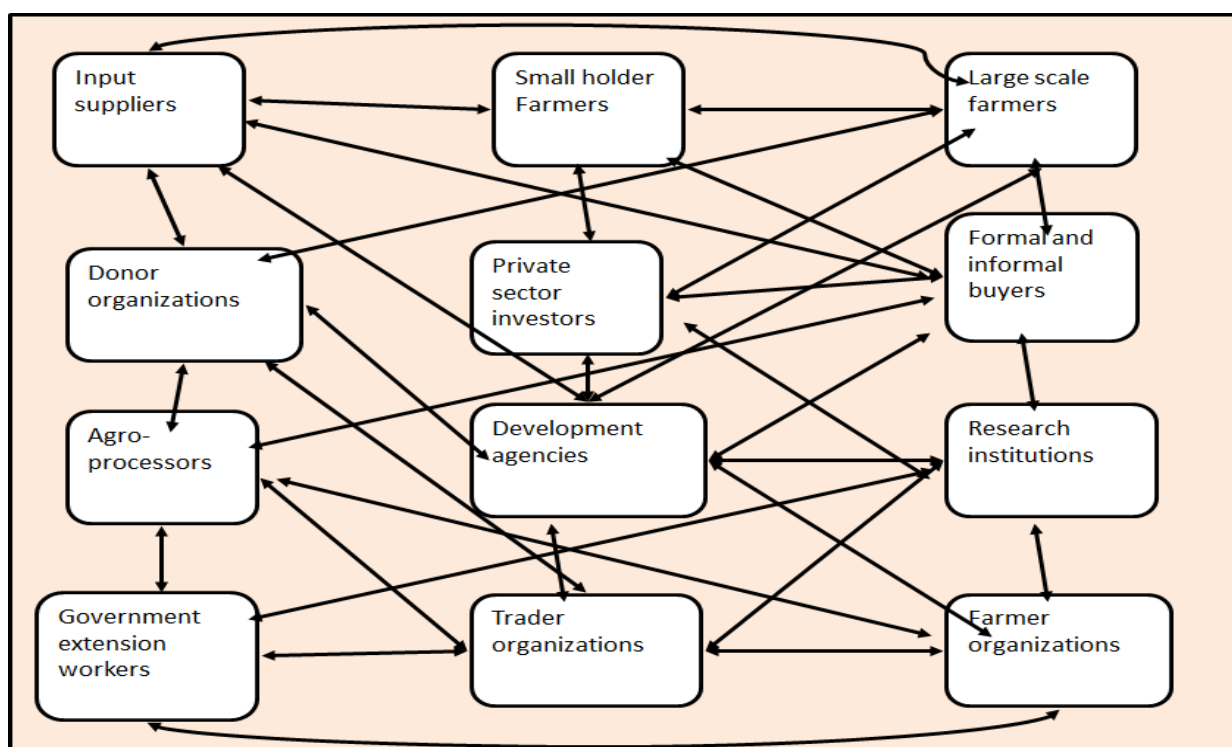 Input
suppliers
Small holder
Farmers
Large scale
farmers
Donor
organizations
Private
sector
investors
Formal and
informal
buyers
Agro-
processors
Development
agencies
Research
institutions
Government
extension
workers
Trader
organizations
Farmer
organizations